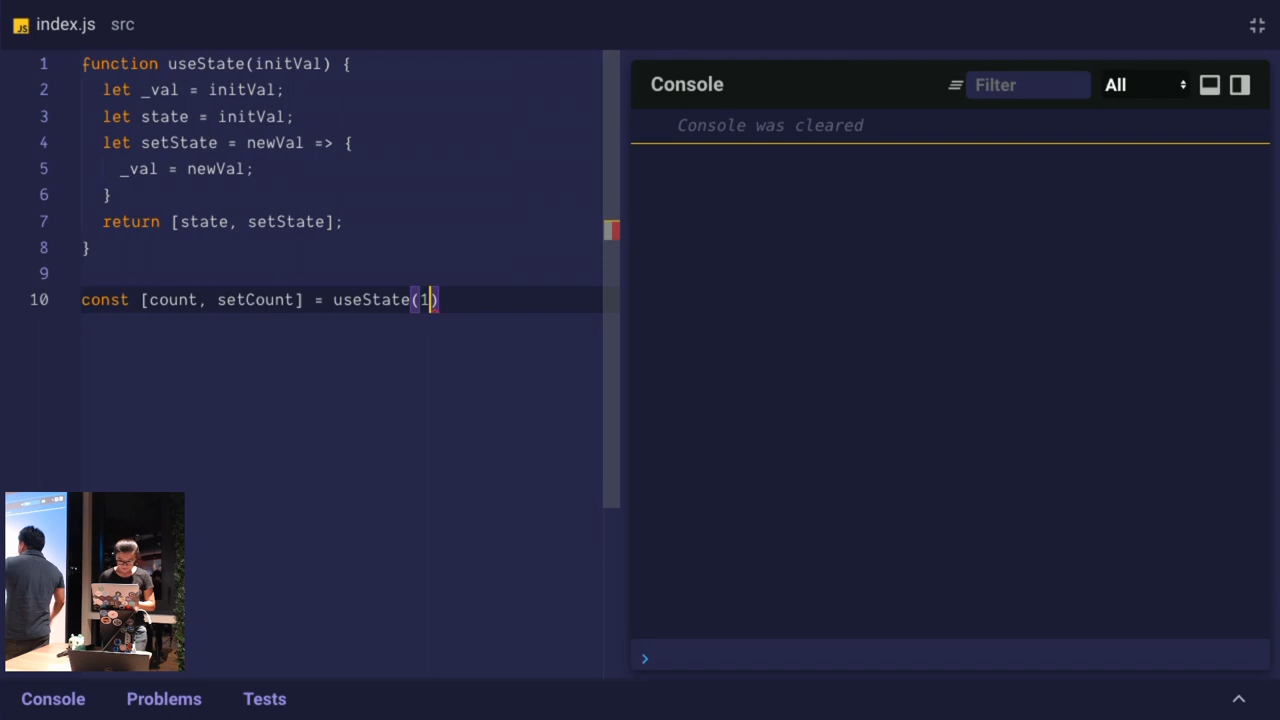 JS index.js src
1 function useState(initVal) {
2 let _val = initVal;
3 let state = initVal;
4 let setState = newVal => {
5 _val = newVal;
6 }
7 return [state, setState];
8 }
9
10 const [count, setCount] = useState(1)
Console Filter All
Console was cleared
›
Console Problems Tests